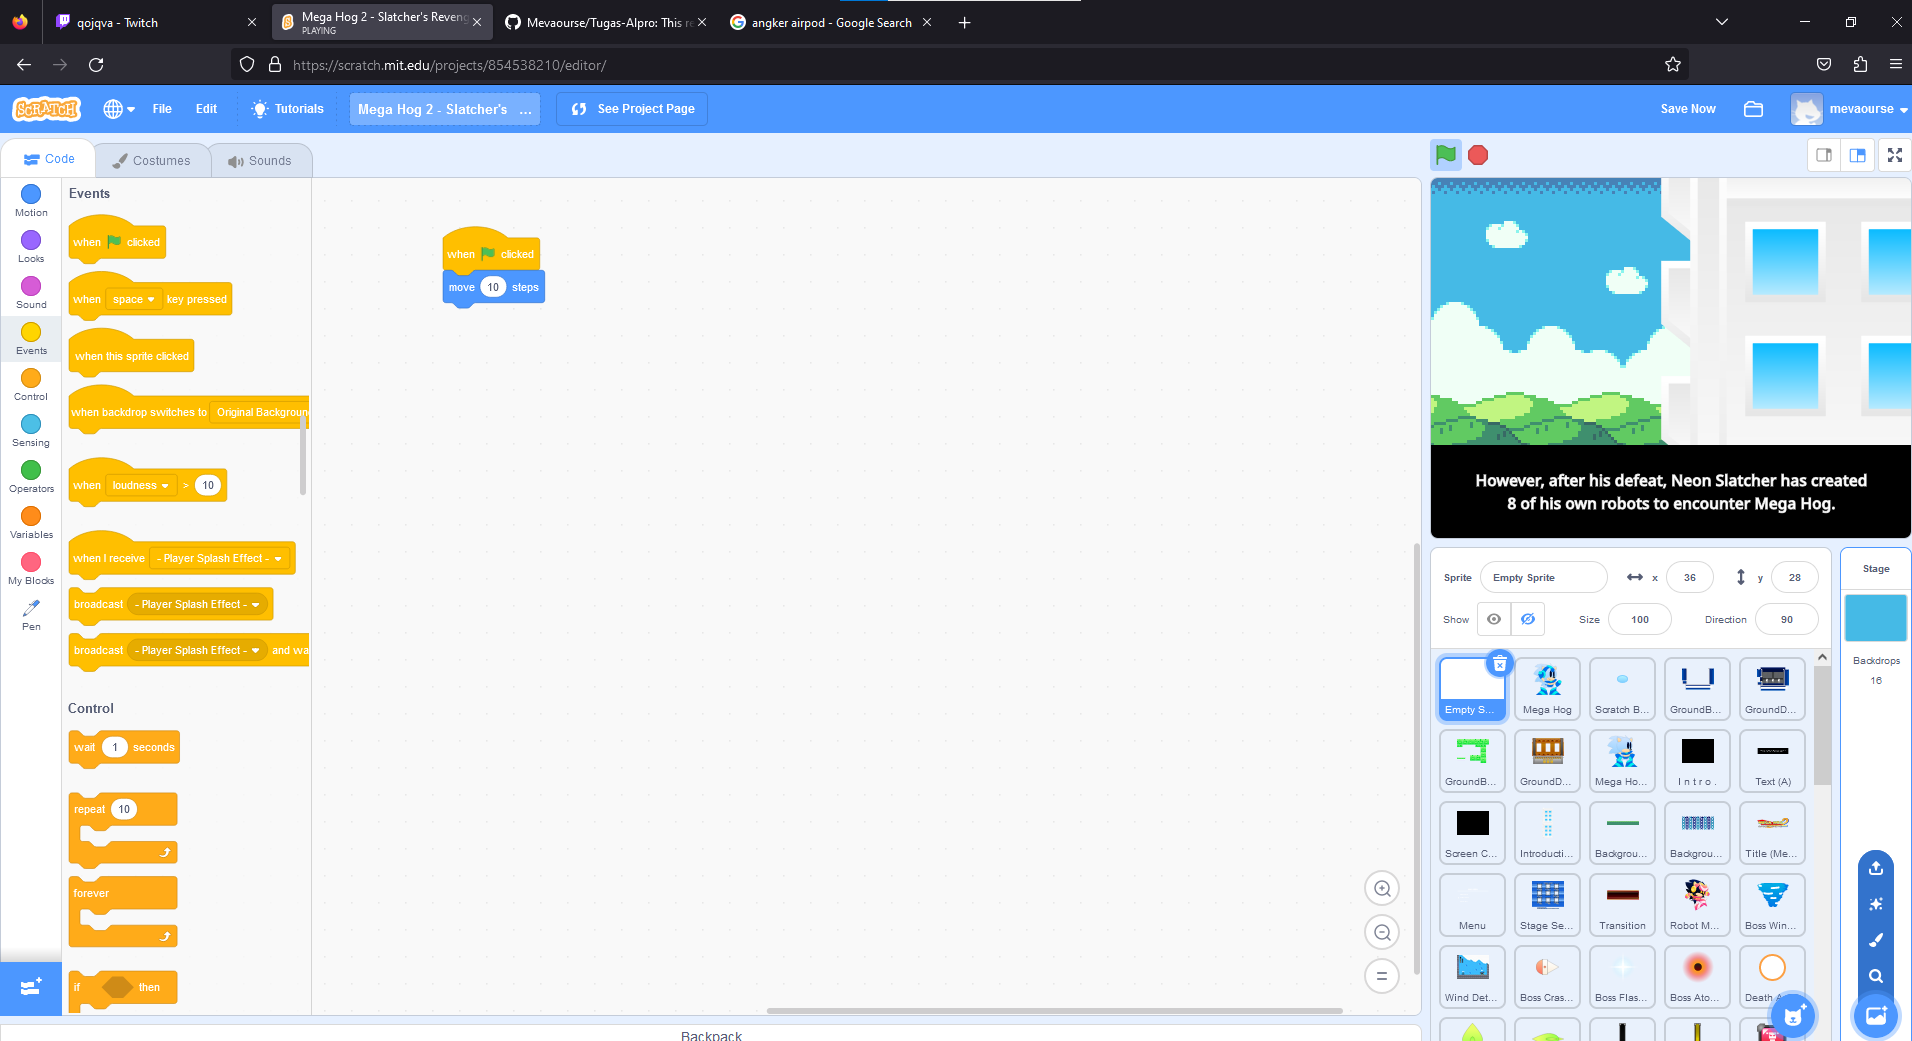 qojqva - Twitch
Mega Hog 2 - Slatcher's Reveng
PLAYING
Mevaourse/Tugas-Alpro: This re
angker airpod - Google Search
https://scratch.mit.edu/projects/854538210/editor/
SCRATCH
File
Edit
Tutorials
Mega Hog 2 - Slatcher's ...
See Project Page
Save Now
mevaourse
Code
Costumes
Sounds
Motion
Looks
Sound
Events
Control
Sensing
Operators
Variables
My Blocks
Pen
Events
when clicked
when space key pressed
when this sprite clicked
when backdrop switches to Original Backgroun
when loudness > 10
when I receive - Player Splash Effect -
broadcast - Player Splash Effect -
broadcast - Player Splash Effect - and wa
Control
wait 1 seconds
repeat 10
forever
if then
when clicked
move 10 steps
Backpack
However, after his defeat, Neon Slatcher has created
8 of his own robots to encounter Mega Hog.
Sprite Empty Sprite x 36 y 28
Show Size 100 Direction 90
Stage
Backdrops
16
Empty S...
Mega Hog
Scratch B...
GroundB...
GroundD...
GroundB...
GroundD...
Mega Ho...
I n t r o .
Text (A)
Screen C...
Introducti...
Backgrou...
Backgrou...
Title (Me...
Menu
Stage Se...
Transition
Robot M...
Boss Win...
Wind Det...
Boss Cras...
Boss Flas...
Boss Ato...
Death